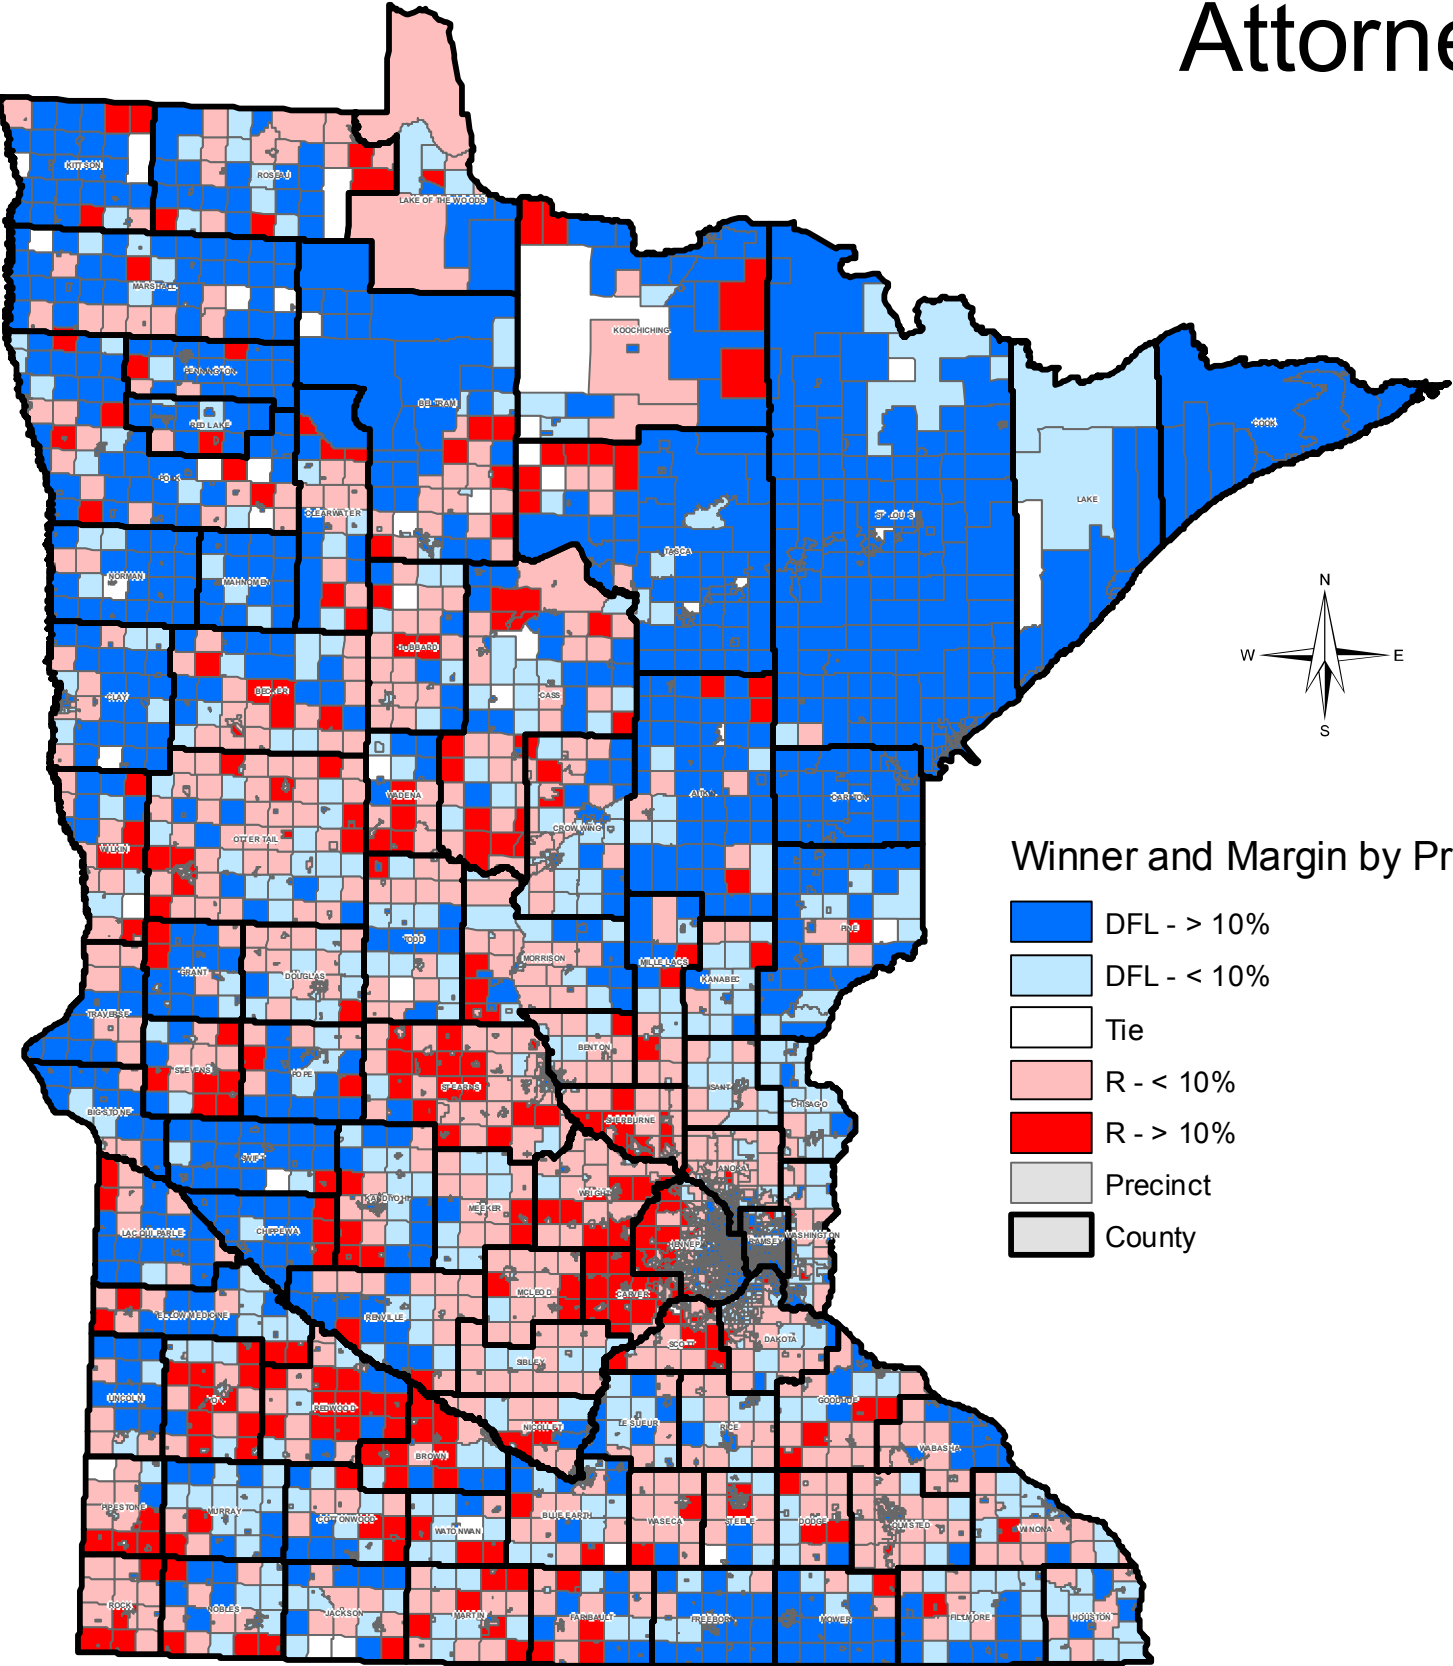 Attorne
KITTSON
ROSEAU
LAKE OF THE WOODS
MARSHALL
KOOCHICHING
PENNINGTON
BELTRAMI
RED LAKE
COOK
POLK
CLEARWATER
LAKE
ST. LOUIS
ITASCA
NORMAN
MAHNOMEN
N
HUBBARD
W
E
BECKER
CLAY
CASS
S
WADENA
AITKIN
CARLTON
CROW WING
OTTER TAIL
WILKIN
Winner and Margin by Pr
DFL - > 10%
PINE
TODD
MORRISON
MILLE LACS
GRANT
DOUGLAS
KANABEC
DFL - < 10%
TRAVERSE
Tie
BENTON
STEVENS
POPE
STEARNS
ISANTI
R - < 10%
BIG STONE
CHISAGO
SHERBURNE
R - > 10%
SWIFT
ANOKA
WRIGHT
Precinct
KANDIYOHI
MEEKER
LAC QUI PARLE
CHIPPEWA
HENNEPIN
RAMSEY
WASHINGTON
County
MCLEOD
CARVER
YELLOW MEDICINE
RENVILLE
SCOTT
DAKOTA
SIBLEY
LINCOLN
LYON
REDWOOD
GOODHUE
NICOLLET
LE SUEUR
RICE
BROWN
WABASHA
PIPESTONE
MURRAY
COTTONWOOD
WATONWAN
BLUE EARTH
WASECA
STEELE
DODGE
OLMSTED
WINONA
ROCK
NOBLES
JACKSON
MARTIN
FARIBAULT
FREEBORN
MOWER
FILLMORE
HOUSTON